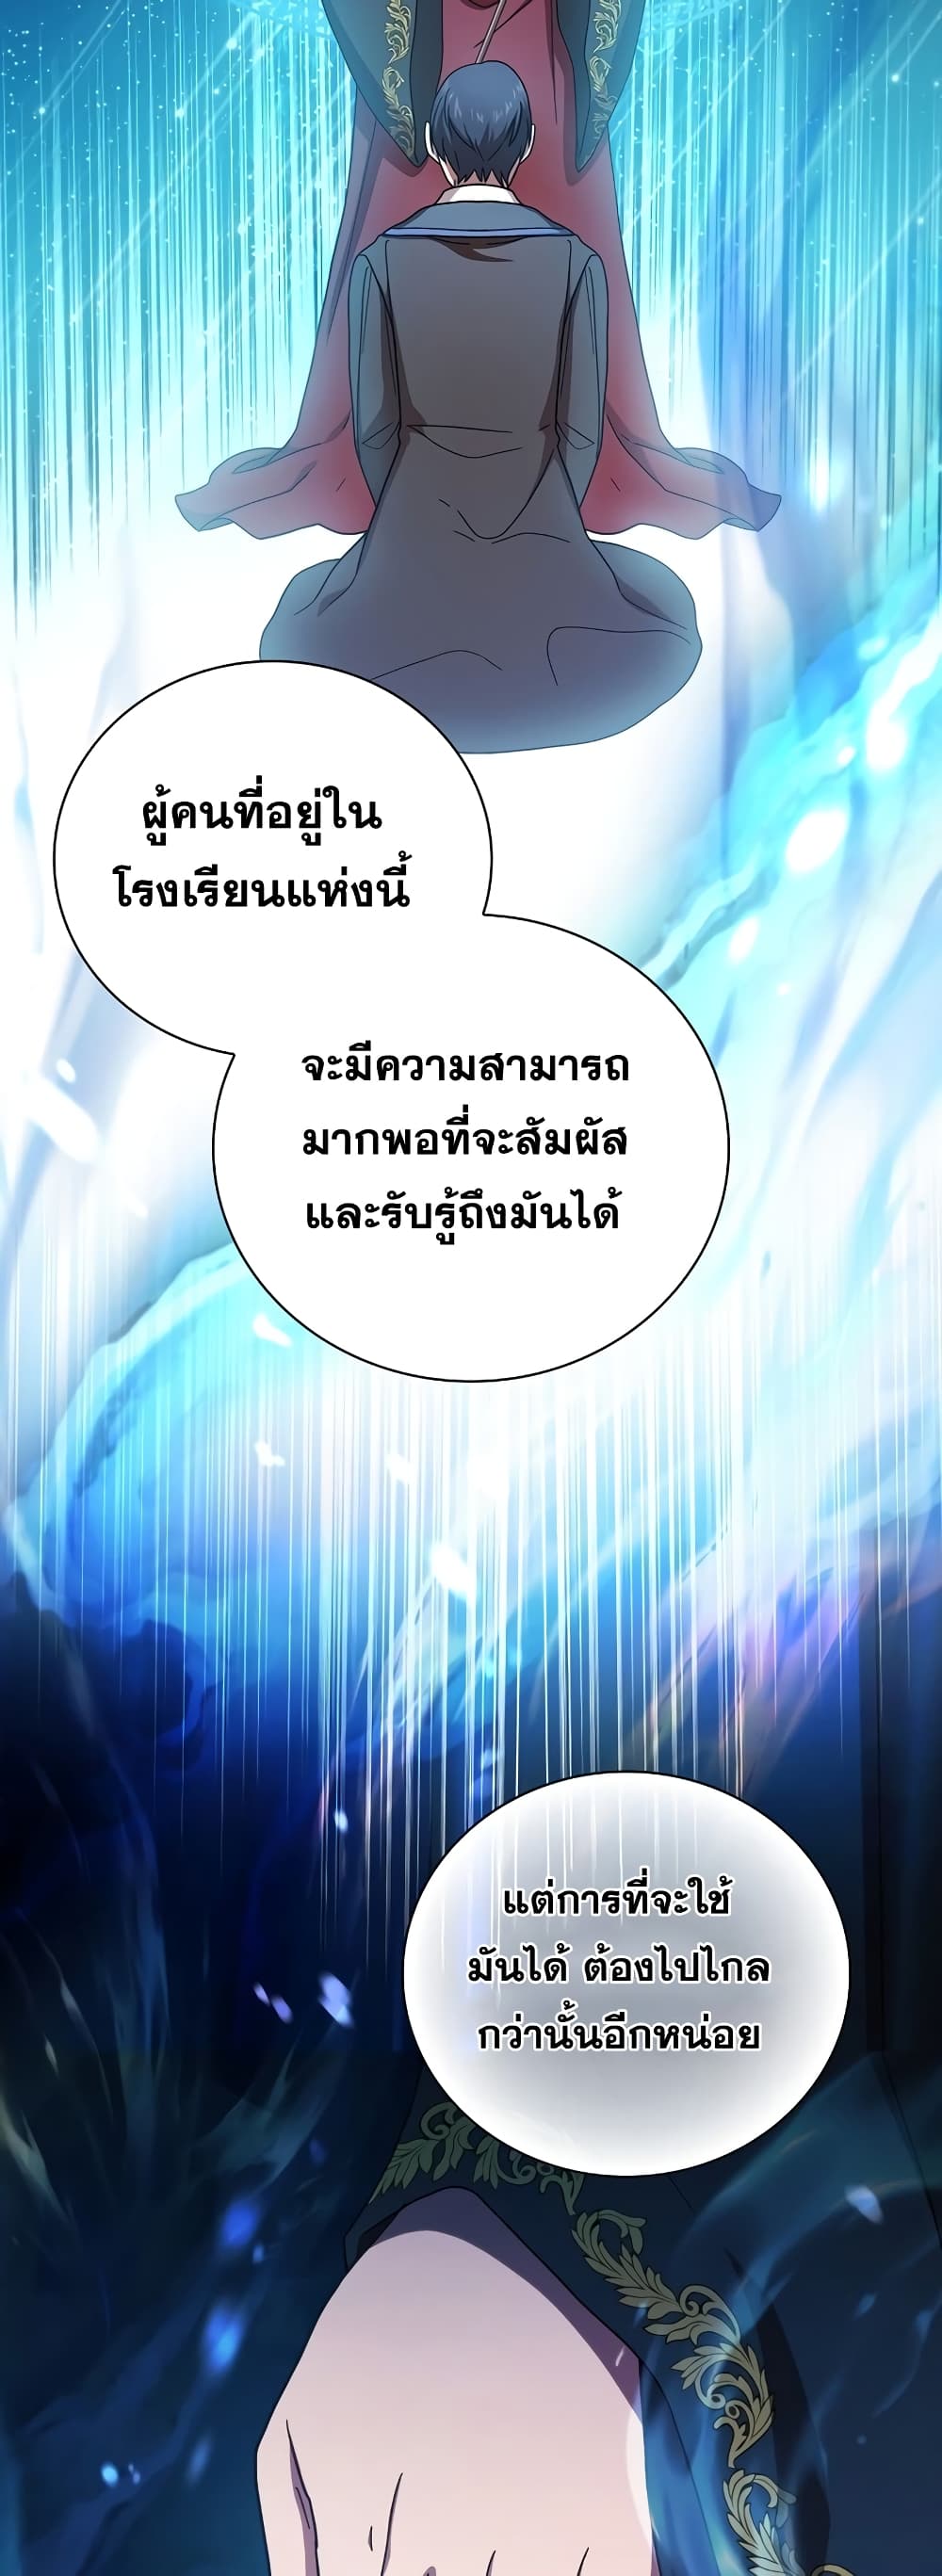 ผู้คนที่อยู่ใน
โรงเรียนแห่งนี้
จะมีความสามารถ
มากพอที่จะสัมผัส
และรับรู้ถึงมันได้
แต่การที่จะใช้
มันได้ ต้องไปไกล
กว่านั้นอีกหน่อย